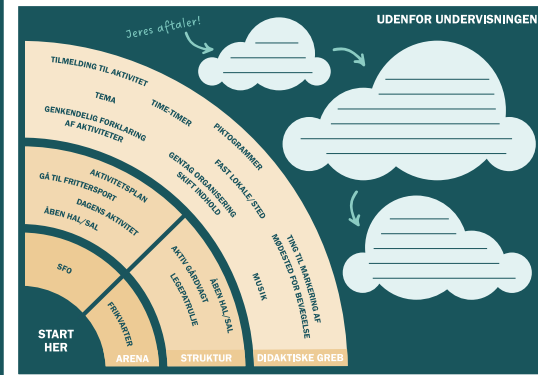 UDENFOR UNDERVISNINGEN
Jeres aftaler!
TILMELDING TIL AKTIVITET
TEMA
TIME-TIMER
PIKTOGRAMMER
GENKENDELIG FORKLARING
AF AKTIVITETER
GENTAG ORGANISERING
SKIFT INDHOLD
FAST LOKALE/STED
TING TIL MARKERING AF
MØDESTED FOR BEVÆGELSE
MUSIK
AKTIVITETSPLAN
GÅ TIL FRITTERSPORT
DAGENS AKTIVITET
ÅBEN HAL/SAL
ÅBEN HAL/SAL
AKTIV GÅRDVAGT
LEGEPATRULJE
SFO
FRIKVARTER
START
HER
ARENA
STRUKTUR
DIDAKTISKE GREB